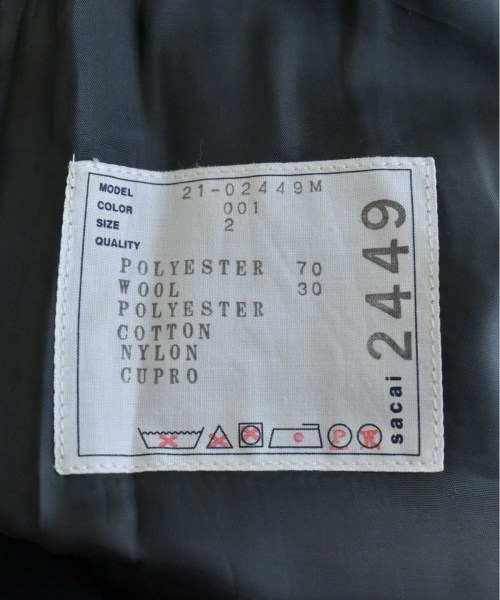 MODEL 21-02449M
COLOR 001
SIZE 2
QUALITY
POLYESTER 70
WOOL 30
POLYESTER
COTTON
NYLON
CUPRO
P W
sacai 2449